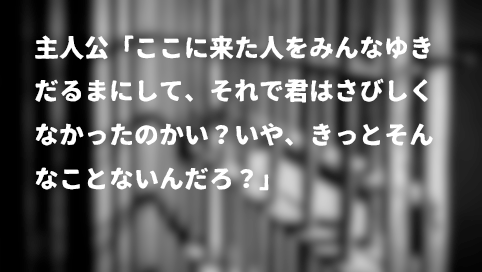 主人公「ここに来た人をみんなゆき
だるまにして、それで君はさびしく
なかったのかい？いや、きっとそん
なことないんだろ？」